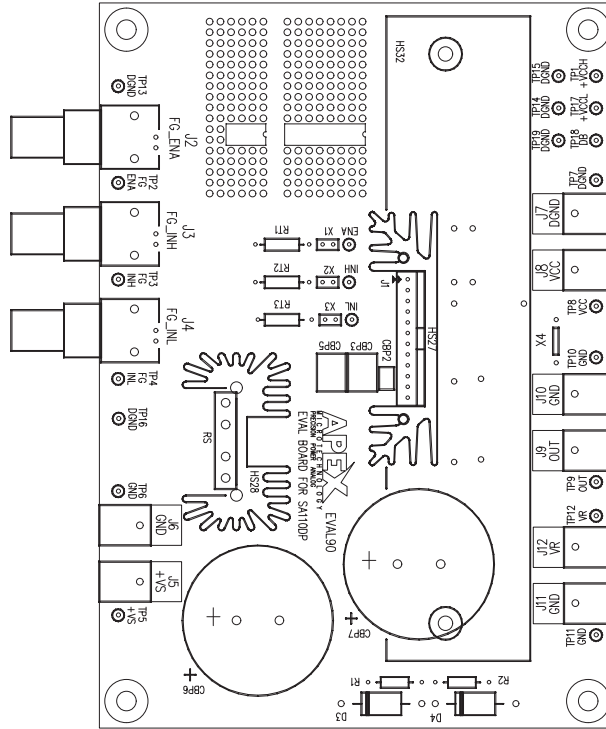 HS32
TP13
DGND
J2
FG_ENA
TP2
FG
ENA
J3
FG_INH
TP3
FG
INH
J4
FG_INL
TP4
FG
INL
TP16
DGND
TP6
GND
J6
GND
J5
+VS
TP5
+VS
RT1
X1
ENA
RT2
X2
INH
RT3
X3
INL
J1
HS27
CBP5
CBP3
CBP2
RS
HS28
APEX
MICROTECHNOLOGY
PRECISION POWER ANALOG
EVAL BOARD FOR SA110DP
EVAL90
+
CBP6
+
+
CBP7
+
R1
R2
D3
D4
TP15
DGND
TP1
+VCCH
TP14
DGND
TP17
+VCCL
TP19
DGND
TP18
DB
TP7
DGND
J7
DGND
J8
VCC
TP8
VCC
X4
TP10
GND
J10
GND
J9
OUT
TP9
OUT
TP12
VR
J12
VR
J11
GND
TP11
GND